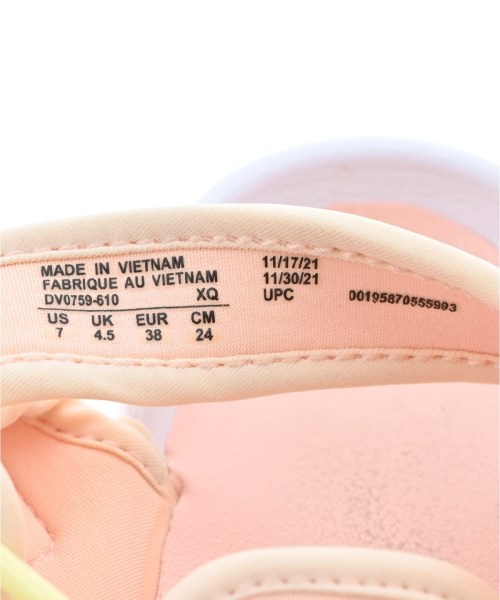 MADE IN VIETNAM
FABRIQUE AU VIETNAM
DV0759-610 XQ
US UK EUR CM
7 4.5 38 24
11/17/21
11/30/21
UPC 00195870555993